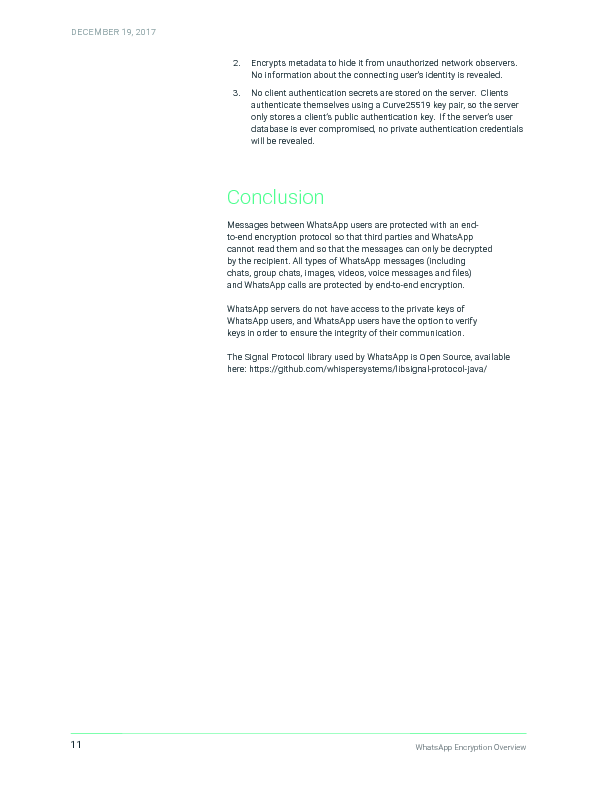 DECEMBER 19, 2017
2. Encrypts metadata to hide it from unauthorized network observers.
No information about the connecting user's identity is revealed.
3. No client authentication secrets are stored on the server. Clients
authenticate themselves using a Curve25519 key pair, so the server
only stores a client's public authentication key. If the server's user
database is ever compromised, no private authentication credentials
will be revealed.
Conclusion
Messages between WhatsApp users are protected with an end-
to-end encryption protocol so that third parties and WhatsApp
cannot read them and so that the messages can only be decrypted
by the recipient. All types of WhatsApp messages (including
chats, group chats, images, videos, voice messages and files)
and WhatsApp calls are protected by end-to-end encryption.
WhatsApp servers do not have access to the private keys of
WhatsApp users, and WhatsApp users have the option to verify
keys in order to ensure the integrity of their communication.
The Signal Protocol library used by WhatsApp is Open Source, available
here: https://github.com/whispersystems/libsignal-protocol-java/
11
WhatsApp Encryption Overview